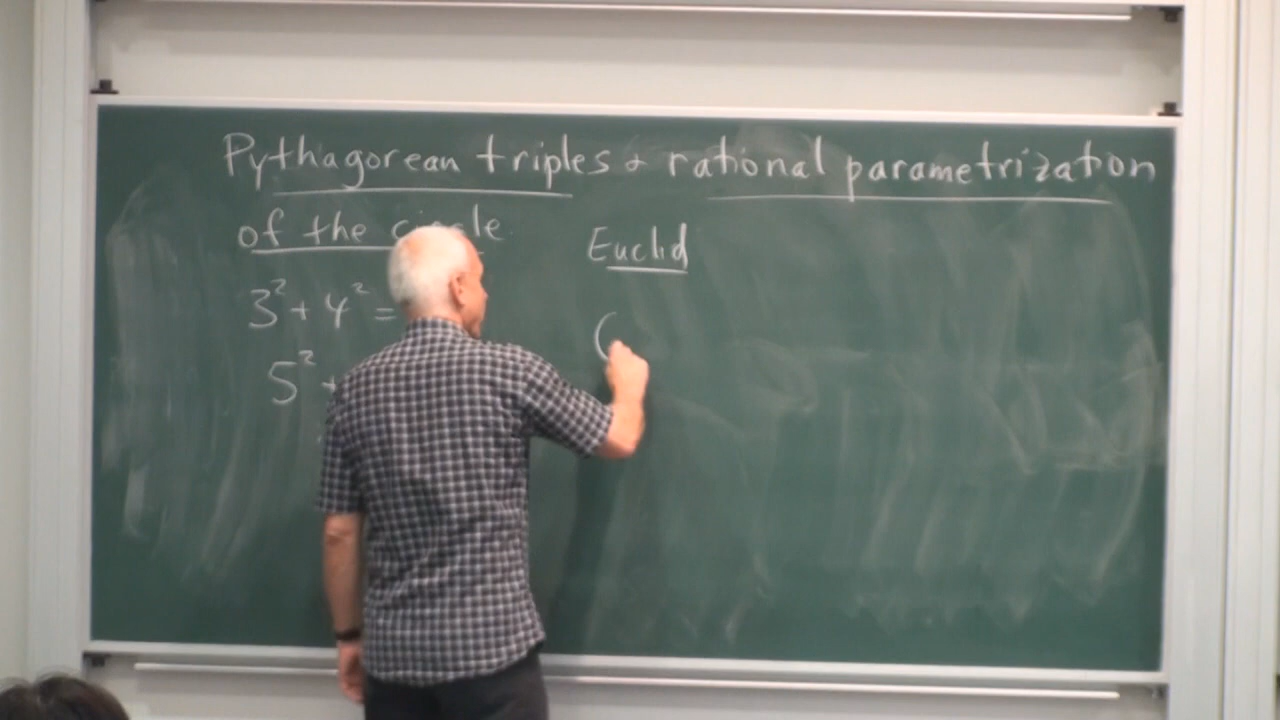 Pythagorean triples & rational parametrization
of the circle
Euclid
3² + 4² =
5² +
(